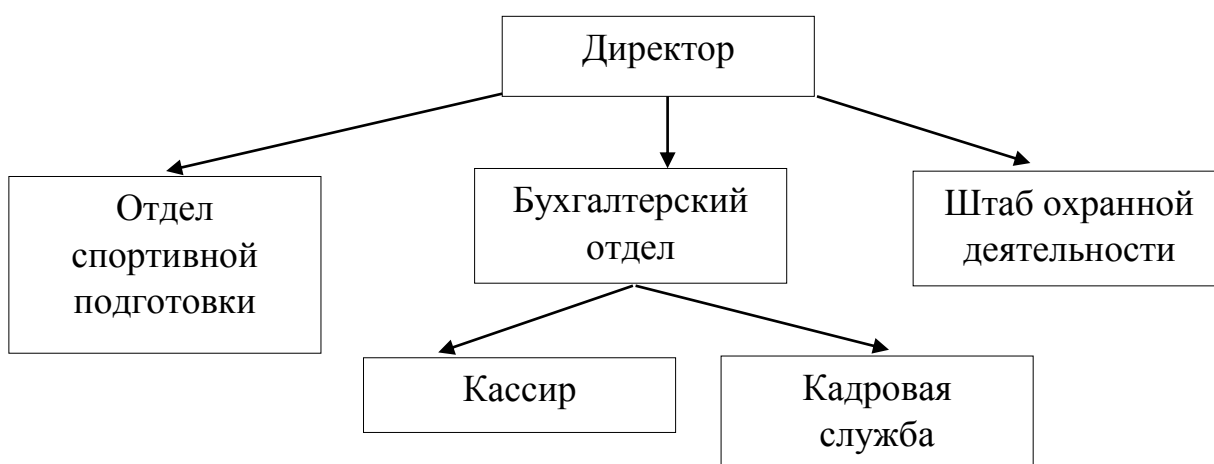 Директор
Отдел
спортивной
подготовки
Бухгалтерский
отдел
Штаб охранной
деятельности
Кассир
Кадровая
служба